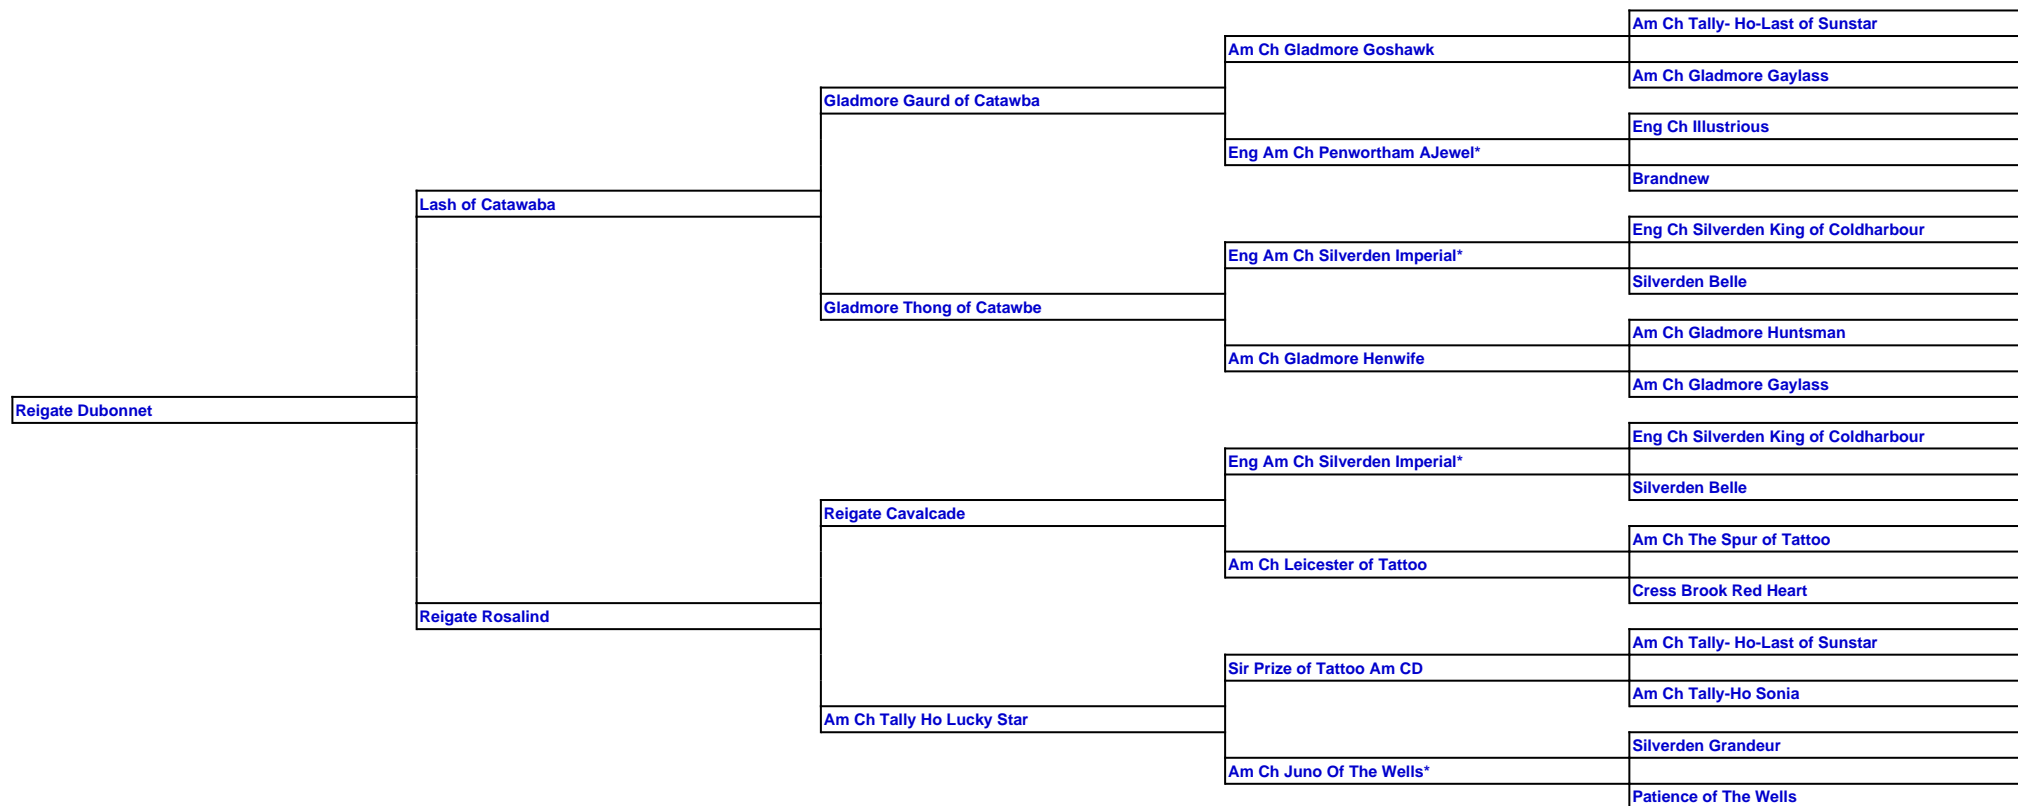 Am Ch Tally- Ho-Last of Sunstar
Am Ch Gladmore Goshawk
Am Ch Gladmore Gaylass
Gladmore Gaurd of Catawba
Eng Ch Illustrious
Eng Am Ch Penwortham AJewel*
Brandnew
Lash of Catawaba
Eng Ch Silverden King of Coldharbour
Eng Am Ch Silverden Imperial*
Silverden Belle
Gladmore Thong of Catawbe
Am Ch Gladmore Huntsman
Am Ch Gladmore Henwife
Am Ch Gladmore Gaylass
Reigate Dubonnet
Eng Ch Silverden King of Coldharbour
Eng Am Ch Silverden Imperial*
Silverden Belle
Reigate Cavalcade
Am Ch The Spur of Tattoo
Am Ch Leicester of Tattoo
Cress Brook Red Heart
Reigate Rosalind
Am Ch Tally- Ho-Last of Sunstar
Sir Prize of Tattoo Am CD
Am Ch Tally-Ho Sonia
Am Ch Tally Ho Lucky Star
Silverden Grandeur
Am Ch Juno Of The Wells*
Patience of The Wells